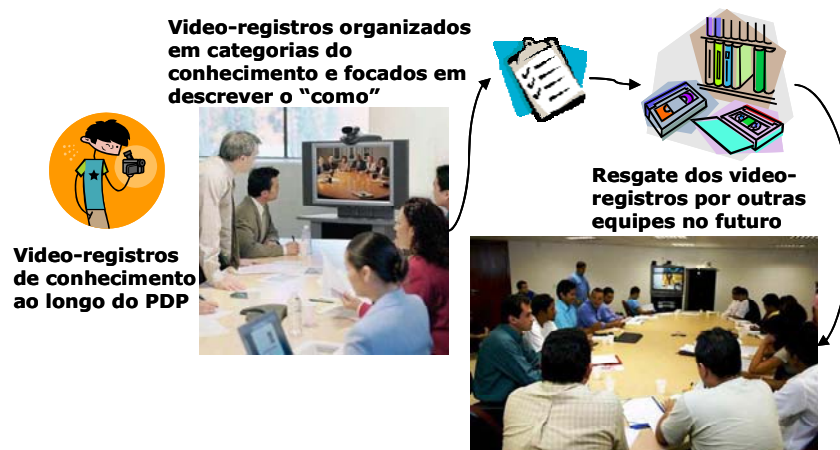 Video-registros organizados
em categorias do
conhecimento e focados em
descrever o “como”
Resgate dos video-
registros por outras
equipes no futuro
Video-registros
de conhecimento
ao longo do PDP